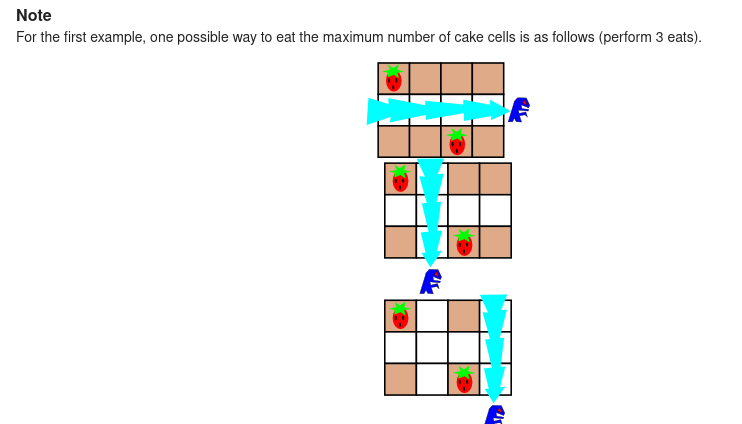 Note
For the first example, one possible way to eat the maximum number of cake cells is as follows (perform 3 eats).